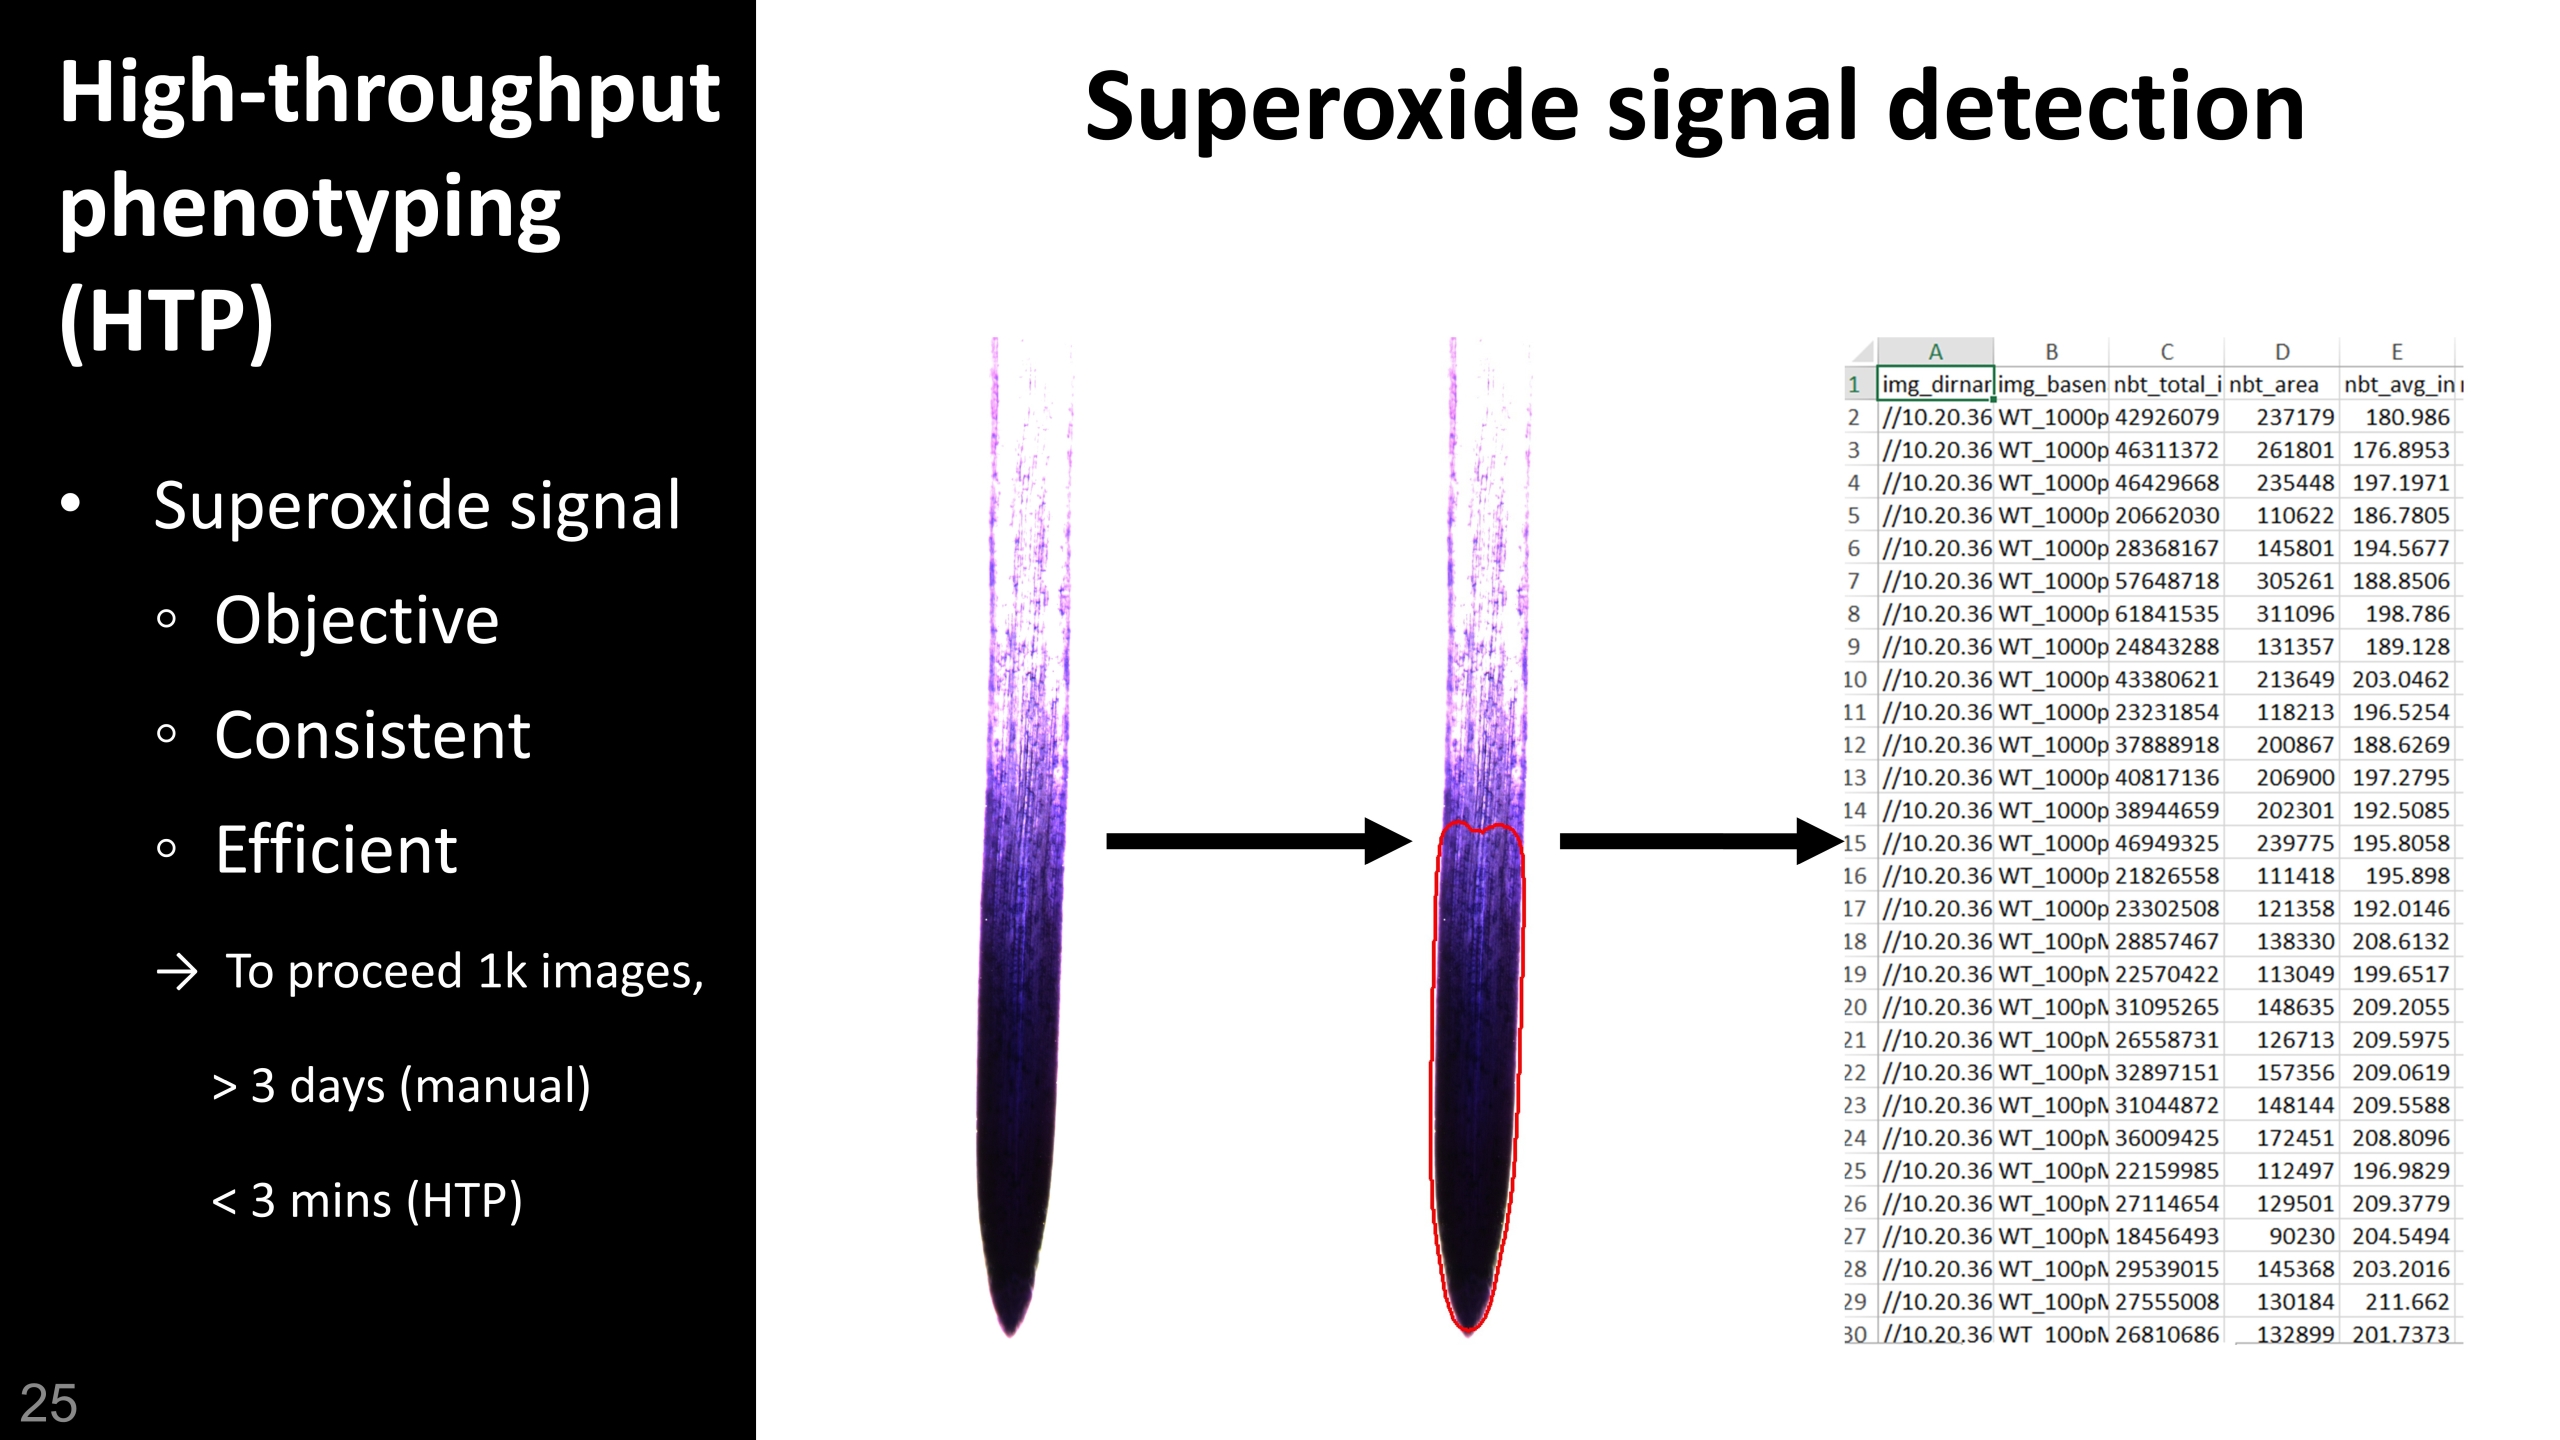 High-throughput
phenotyping
(HTP)
• Superoxide signal
◦ Objective
◦ Consistent
◦ Efficient
→ To proceed 1k images,
> 3 days (manual)
< 3 mins (HTP)
25
Superoxide signal detection
A B C D E
1 img_dirnar img_basen nbt_total_i nbt_area nbt_avg_in
2 //10.20.36 WT_1000p 42926079 237179 180.986
3 //10.20.36 WT_1000p 46311372 261801 176.8953
4 //10.20.36 WT_1000p 46429668 235448 197.1971
5 //10.20.36 WT_1000p 20662030 110622 186.7805
6 //10.20.36 WT_1000p 28368167 145801 194.5677
7 //10.20.36 WT_1000p 57648718 305261 188.8506
8 //10.20.36 WT_1000p 61841535 311096 198.786
9 //10.20.36 WT_1000p 24843288 131357 189.128
10 //10.20.36 WT_1000p 43380621 213649 203.0462
11 //10.20.36 WT_1000p 23231854 118213 196.5254
12 //10.20.36 WT_1000p 37888918 200867 188.6269
13 //10.20.36 WT_1000p 40817136 206900 197.2795
14 //10.20.36 WT_1000p 38944659 202301 192.5085
15 //10.20.36 WT_1000p 46949325 239775 195.8058
16 //10.20.36 WT_1000p 21826558 111418 195.898
17 //10.20.36 WT_1000p 23302508 121358 192.0146
18 //10.20.36 WT_100pM 28857467 138330 208.6132
19 //10.20.36 WT_100pM 22570422 113049 199.6517
20 //10.20.36 WT_100pM 31095265 148635 209.2055
21 //10.20.36 WT_100pM 26558731 126713 209.5975
22 //10.20.36 WT_100pM 32897151 157356 209.0619
23 //10.20.36 WT_100pM 31044872 148144 209.5588
24 //10.20.36 WT_100pM 36009425 172451 208.8096
25 //10.20.36 WT_100pM 22159985 112497 196.9829
26 //10.20.36 WT_100pM 27114654 129501 209.3779
27 //10.20.36 WT_100pM 18456493 90230 204.5494
28 //10.20.36 WT_100pM 29539015 145368 203.2016
29 //10.20.36 WT_100pM 27555008 130184 211.662
30 //10.20.36 WT_100pM 26810686 132899 201.7373